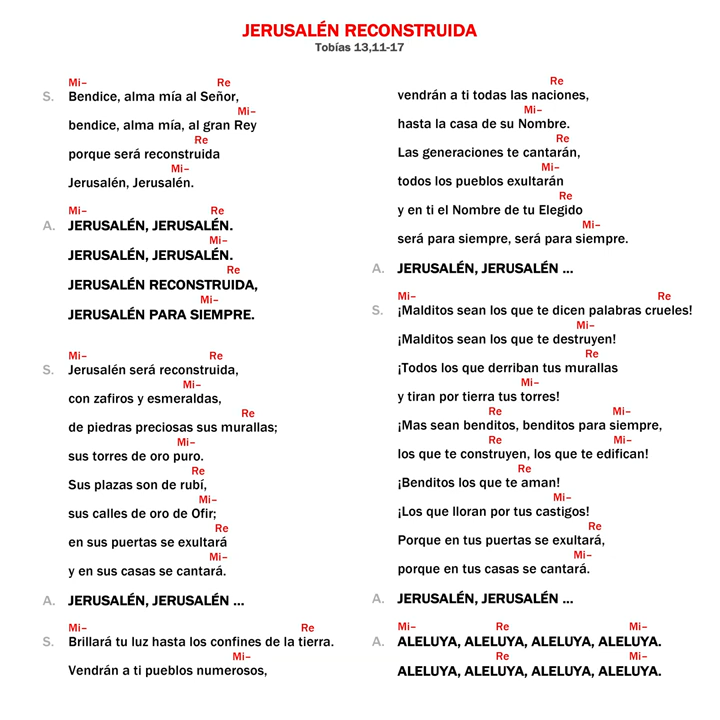 JERUSALÉN RECONSTRUIDA
Tobías 13,11-17
Mi– Re
S. Bendice, alma mía al Señor,
Mi–
bendice, alma mía, al gran Rey
Re
porque será reconstruida
Mi–
Jerusalén, Jerusalén.
Mi– Re
A. JERUSALÉN, JERUSALÉN.
Mi–
JERUSALÉN, JERUSALÉN.
Re
JERUSALÉN RECONSTRUIDA,
Mi–
JERUSALÉN PARA SIEMPRE.
Mi– Re
S. Jerusalén será reconstruida,
Mi–
con zafiros y esmeraldas,
Re
de piedras preciosas sus murallas;
Mi–
sus torres de oro puro.
Re
Sus plazas son de rubí,
Mi–
sus calles de oro de Ofir;
Re
en sus puertas se exultará
Mi–
y en sus casas se cantará.
A. JERUSALÉN, JERUSALÉN ...
Mi– Re
S. Brillará tu luz hasta los confines de la tierra.
Mi–
Vendrán a ti pueblos numerosos,
Re
vendrán a ti todas las naciones,
Mi–
hasta la casa de su Nombre.
Re
Las generaciones te cantarán,
Mi–
todos los pueblos exultarán
Re
y en ti el Nombre de tu Elegido
Mi–
será para siempre, será para siempre.
A. JERUSALÉN, JERUSALÉN ...
Mi– Re
S. ¡Malditos sean los que te dicen palabras crueles!
Mi–
¡Malditos sean los que te destruyen!
Re
¡Todos los que derriban tus murallas
Mi–
y tiran por tierra tus torres!
Re Mi–
¡Mas sean benditos, benditos para siempre,
Re Mi–
los que te construyen, los que te edifican!
Re
¡Benditos los que te aman!
Mi–
¡Los que lloran por tus castigos!
Re
Porque en tus puertas se exultará,
Mi–
porque en tus casas se cantará.
A. JERUSALÉN, JERUSALÉN ...
Mi– Re Mi–
A. ALELUYA, ALELUYA, ALELUYA, ALELUYA.
Re Mi–
ALELUYA, ALELUYA, ALELUYA, ALELUYA.